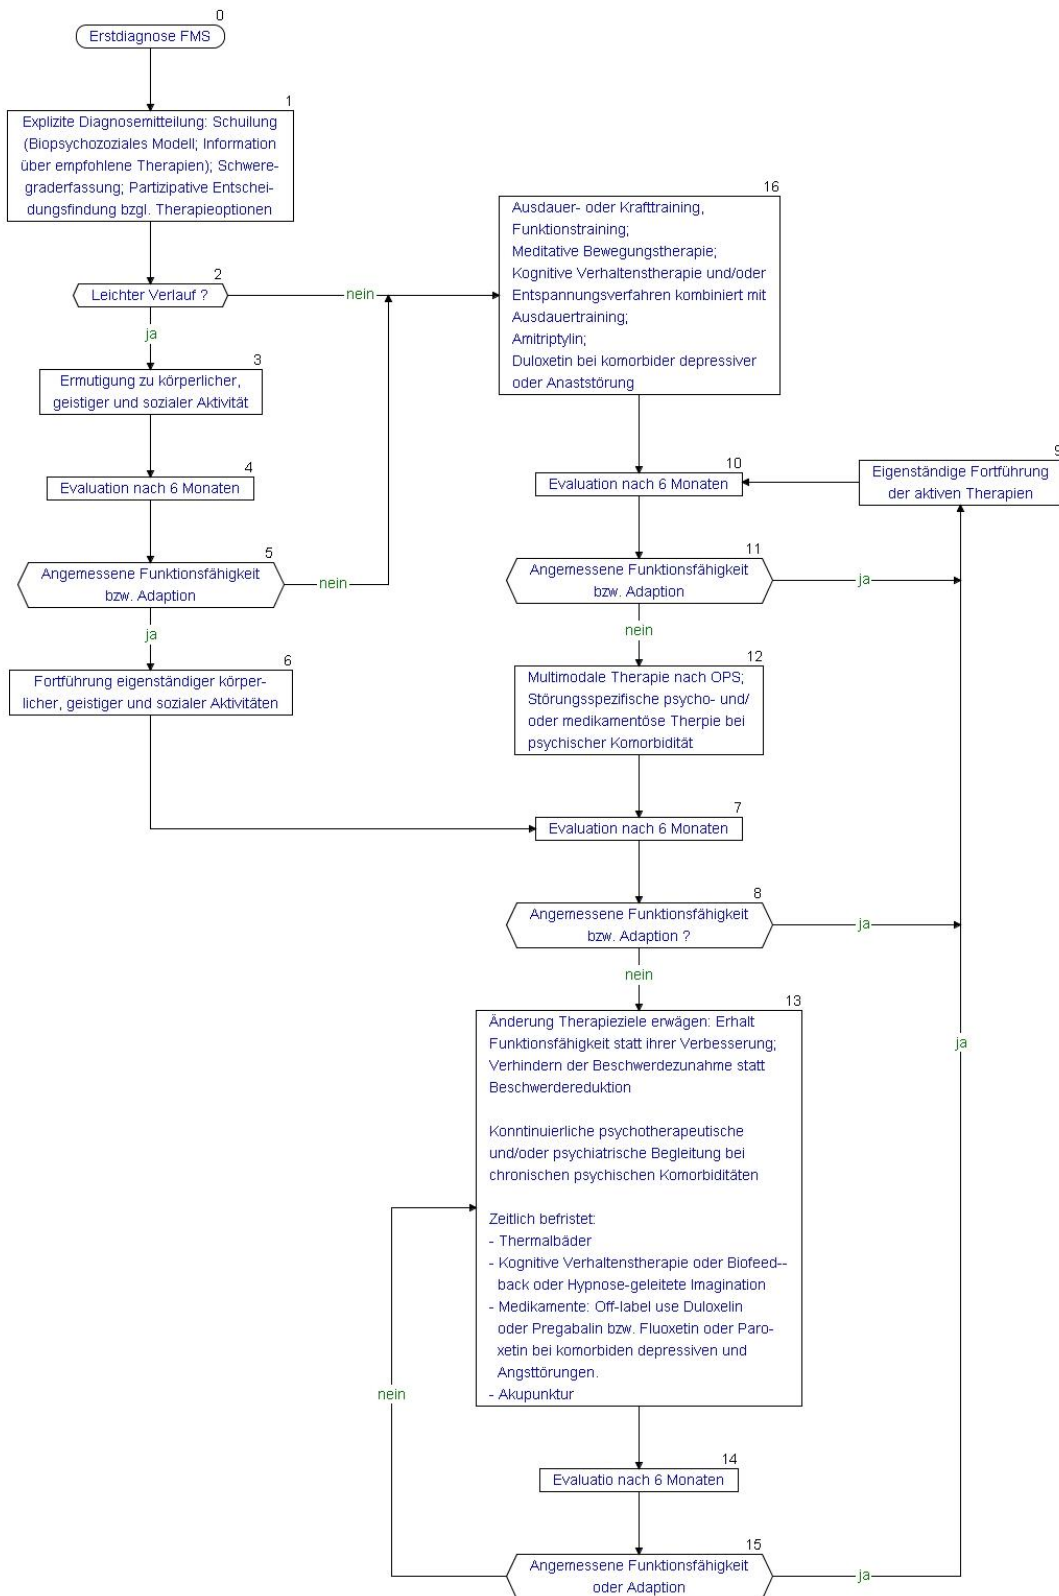 0
Erstdiagnose FMS
1
Explizite Diagnosemitteilung: Schuilung
(Biopsychozoziales Modell; Information
über empfohlene Therapien); Schwere-
graderfassung; Partizipative Entschei-
dungsfindung bzgl. Therapieoptionen
2
Leichter Verlauf ?
nein
ja
3
Ermutigung zu körperlicher,
geistiger und sozialer Aktivität
4
Evaluation nach 6 Monaten
5
Angemessene Funktionsfähigkeit
bzw. Adaption
nein
ja
6
Fortführung eigenständiger körper-
licher, geistiger und sozialer Aktivitäten
16
Ausdauer- oder Krafttraining,
Funktionstraining;
Meditative Bewegungstherapie;
Kognitive Verhaltenstherapie und/oder
Entspannungsverfahren kombiniert mit
Ausdauertraining;
Amitriptylin;
Duloxetin bei komorbider depressiver
oder Anaststörung
10
Evaluation nach 6 Monaten
9
Eigenständige Fortführung
der aktiven Therapien
11
Angemessene Funktionsfähigkeit
bzw. Adaption
ja
nein
12
Multimodale Therapie nach OPS;
Störungsspezifische psycho- und/
oder medikamentöse Therpie bei
psychischer Komorbidität
7
Evaluation nach 6 Monaten
8
Angemessene Funktionsfähigkeit
bzw. Adaption ?
ja
nein
13
Änderung Therapieziele erwägen: Erhalt
Funktionsfähigkeit statt ihrer Verbesserung;
Verhindern der Beschwerdezunahme statt
Beschwerdereduktion
Konntinuierliche psychotherapeutische
und/oder psychiatrische Begleitung bei
chronischen psychischen Komorbiditäten
Zeitlich befristet:
- Thermalbäder
- Kognitive Verhaltenstherapie oder Biofeed--
back oder Hypnose-geleitete Imagination
- Medikamente: Off-label use Duloxelin
oder Pregabalin bzw. Fluoxetin oder Paro-
xetin bei komorbiden depressiven und
Angsttörungen.
- Akupunktur
ja
nein
14
Evaluatio nach 6 Monaten
15
Angemessene Funktionsfähigkeit
oder Adaption
ja